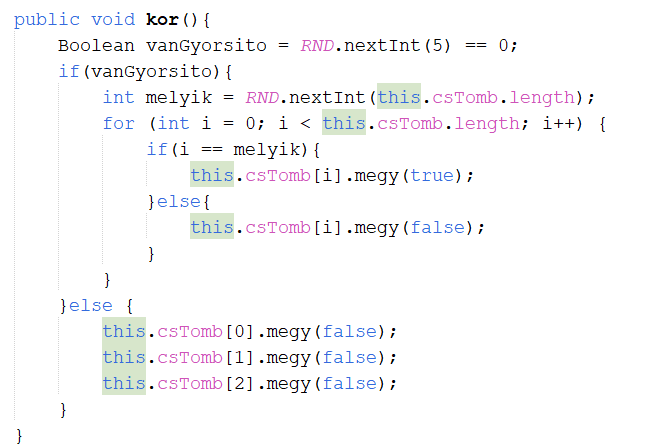 public void kor(){
    Boolean vanGyorsito = RND.nextInt(5) == 0;
    if(vanGyorsito){
        int melyik = RND.nextInt(this.csTomb.length);
        for (int i = 0; i < this.csTomb.length; i++) {
            if(i == melyik){
                this.csTomb[i].megy(true);
            }else{
                this.csTomb[i].megy(false);
            }
        }
    }else {
        this.csTomb[0].megy(false);
        this.csTomb[1].megy(false);
        this.csTomb[2].megy(false);
    }
}